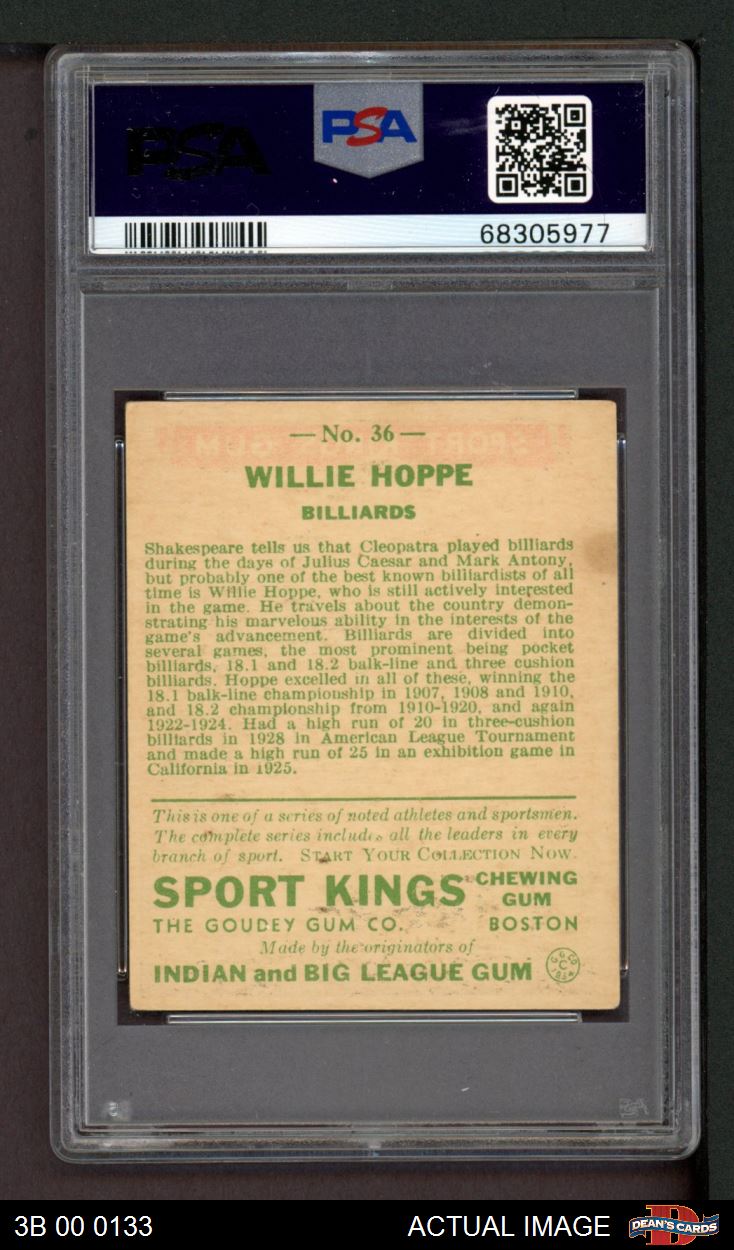 PSA
PSA
68305977
— No. 36 —
WILLIE HOPPE
BILLIARDS
Shakespeare tells us that Cleopatra played billiards
during the days of Julius Caesar and Mark Antony,
but probably one of the best known billiardists of all
time is Willie Hoppe, who is still actively interested
in the game. He travels about the country demon-
strating his marvelous ability in the interests of the
game's advancement. Billiards are divided into
several games, the most prominent being pocket
billiards, 18.1 and 18.2 balk-line and three cushion
billiards. Hoppe excelled in all of these, winning the
18.1 balk-line championship in 1907, 1908 and 1910,
and 18.2 championship from 1910-1920, and again
1922-1924. Had a high run of 20 in three-cushion
billiards in 1928 in American League Tournament
and made a high run of 25 in an exhibition game in
California in 1925.
This is one of a series of noted athletes and sportsmen.
The complete series includes all the leaders in every
branch of sport. START YOUR COLLECTION NOW.
SPORT KINGS CHEWING GUM
THE GOUDEY GUM CO. BOSTON
Made by the originators of
INDIAN and BIG LEAGUE GUM
3B 00 0133
ACTUAL IMAGE
DEAN'S CARDS